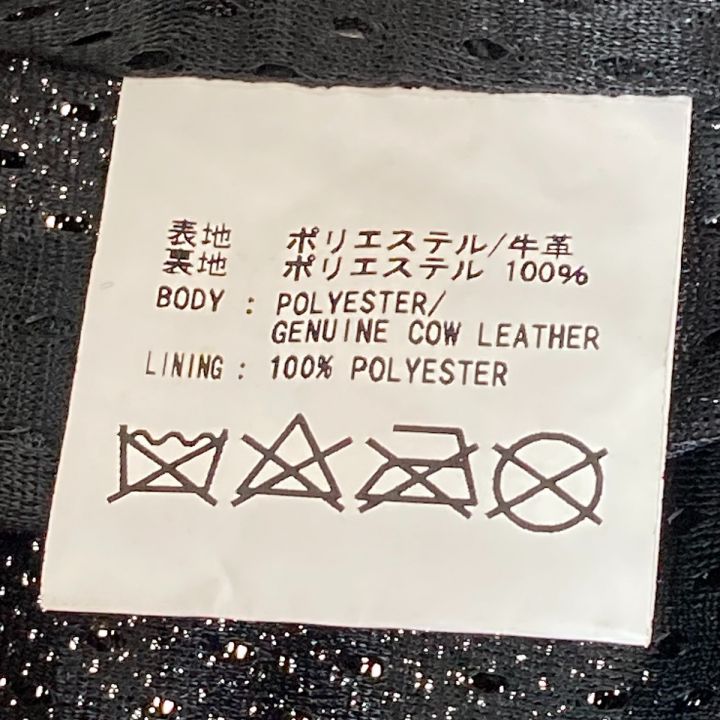 表地 ポリエステル/牛革
裏地 ポリエステル 100%
BODY : POLYESTER/
GENUINE COW LEATHER
LINING : 100% POLYESTER